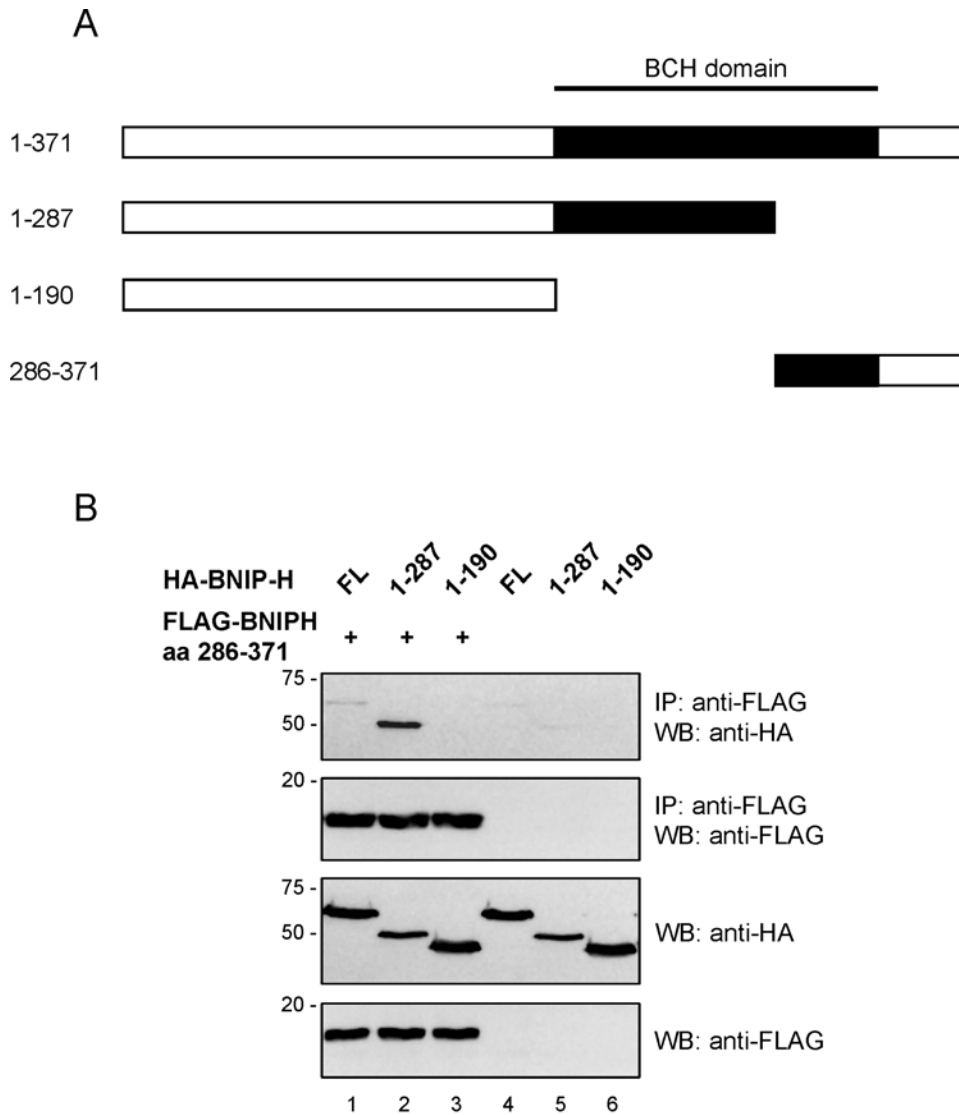 A
BCH domain
1-371
1-287
1-190
286-371
B
HA-BNIP-H FL 1-287 1-190 FL 1-287 1-190
FLAG-BNIPH
aa 286-371 + + +
75 -
50 -
IP: anti-FLAG
WB: anti-HA
20 -
IP: anti-FLAG
WB: anti-FLAG
75 -
50 -
WB: anti-HA
20 -
WB: anti-FLAG
1 2 3 4 5 6